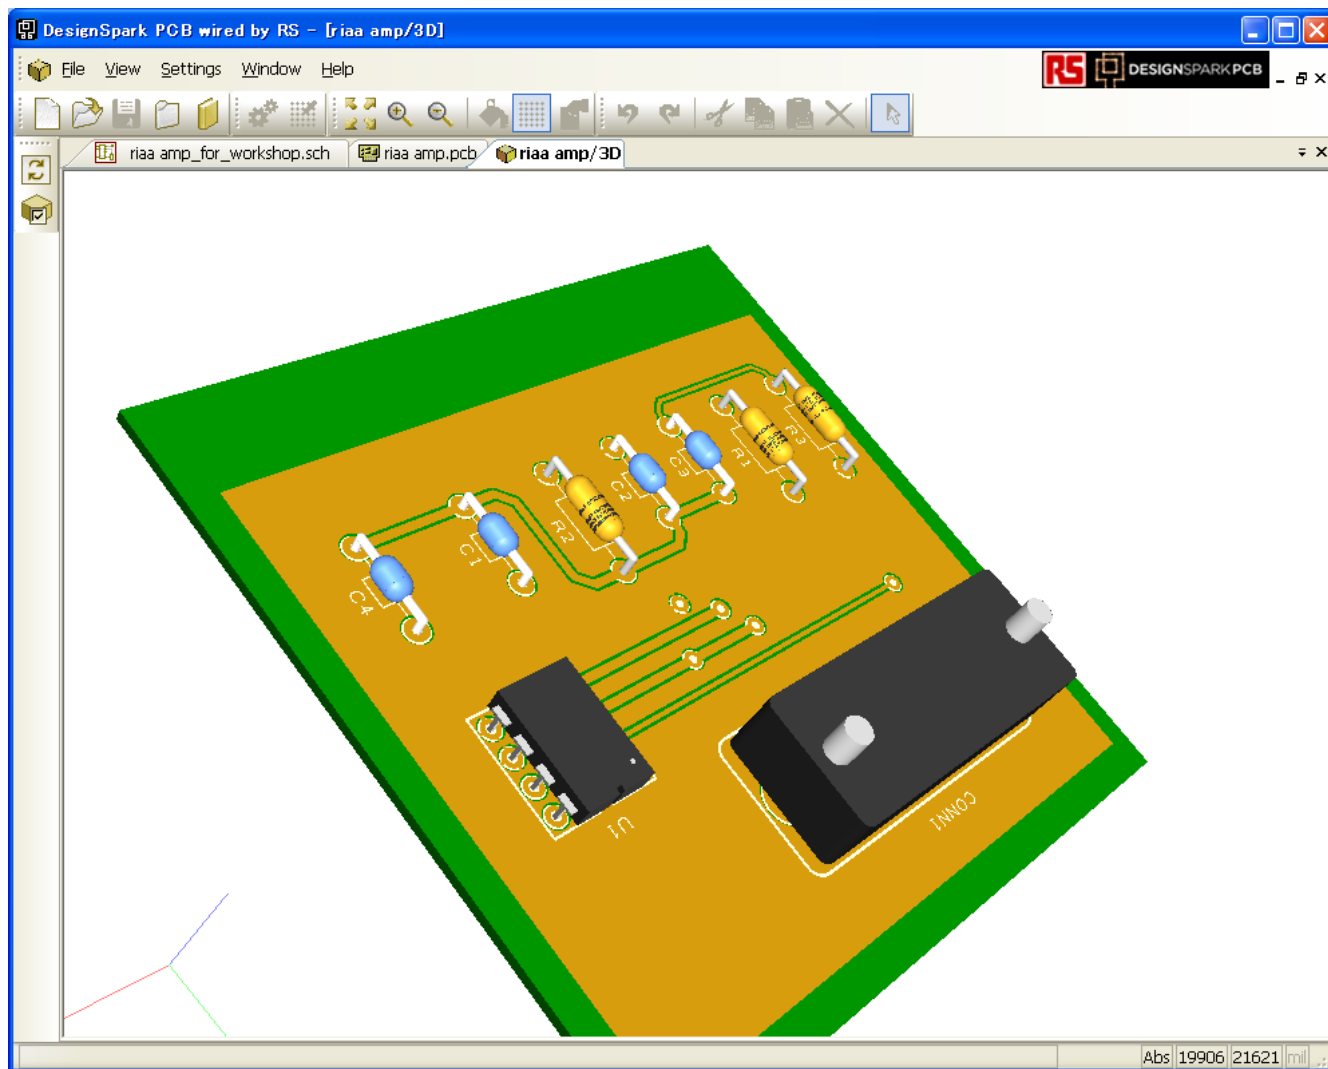 DesignSpark PCB wired by RS - [riaa amp/3D]
File View Settings Window Help
RS DESIGNSPARKPCB
riaa amp_for_workshop.sch riaa amp.pcb riaa amp/3D
R3
R1
C3
C2
R2
C1
C4
U1
CONN1
Abs 19906 21621 mil